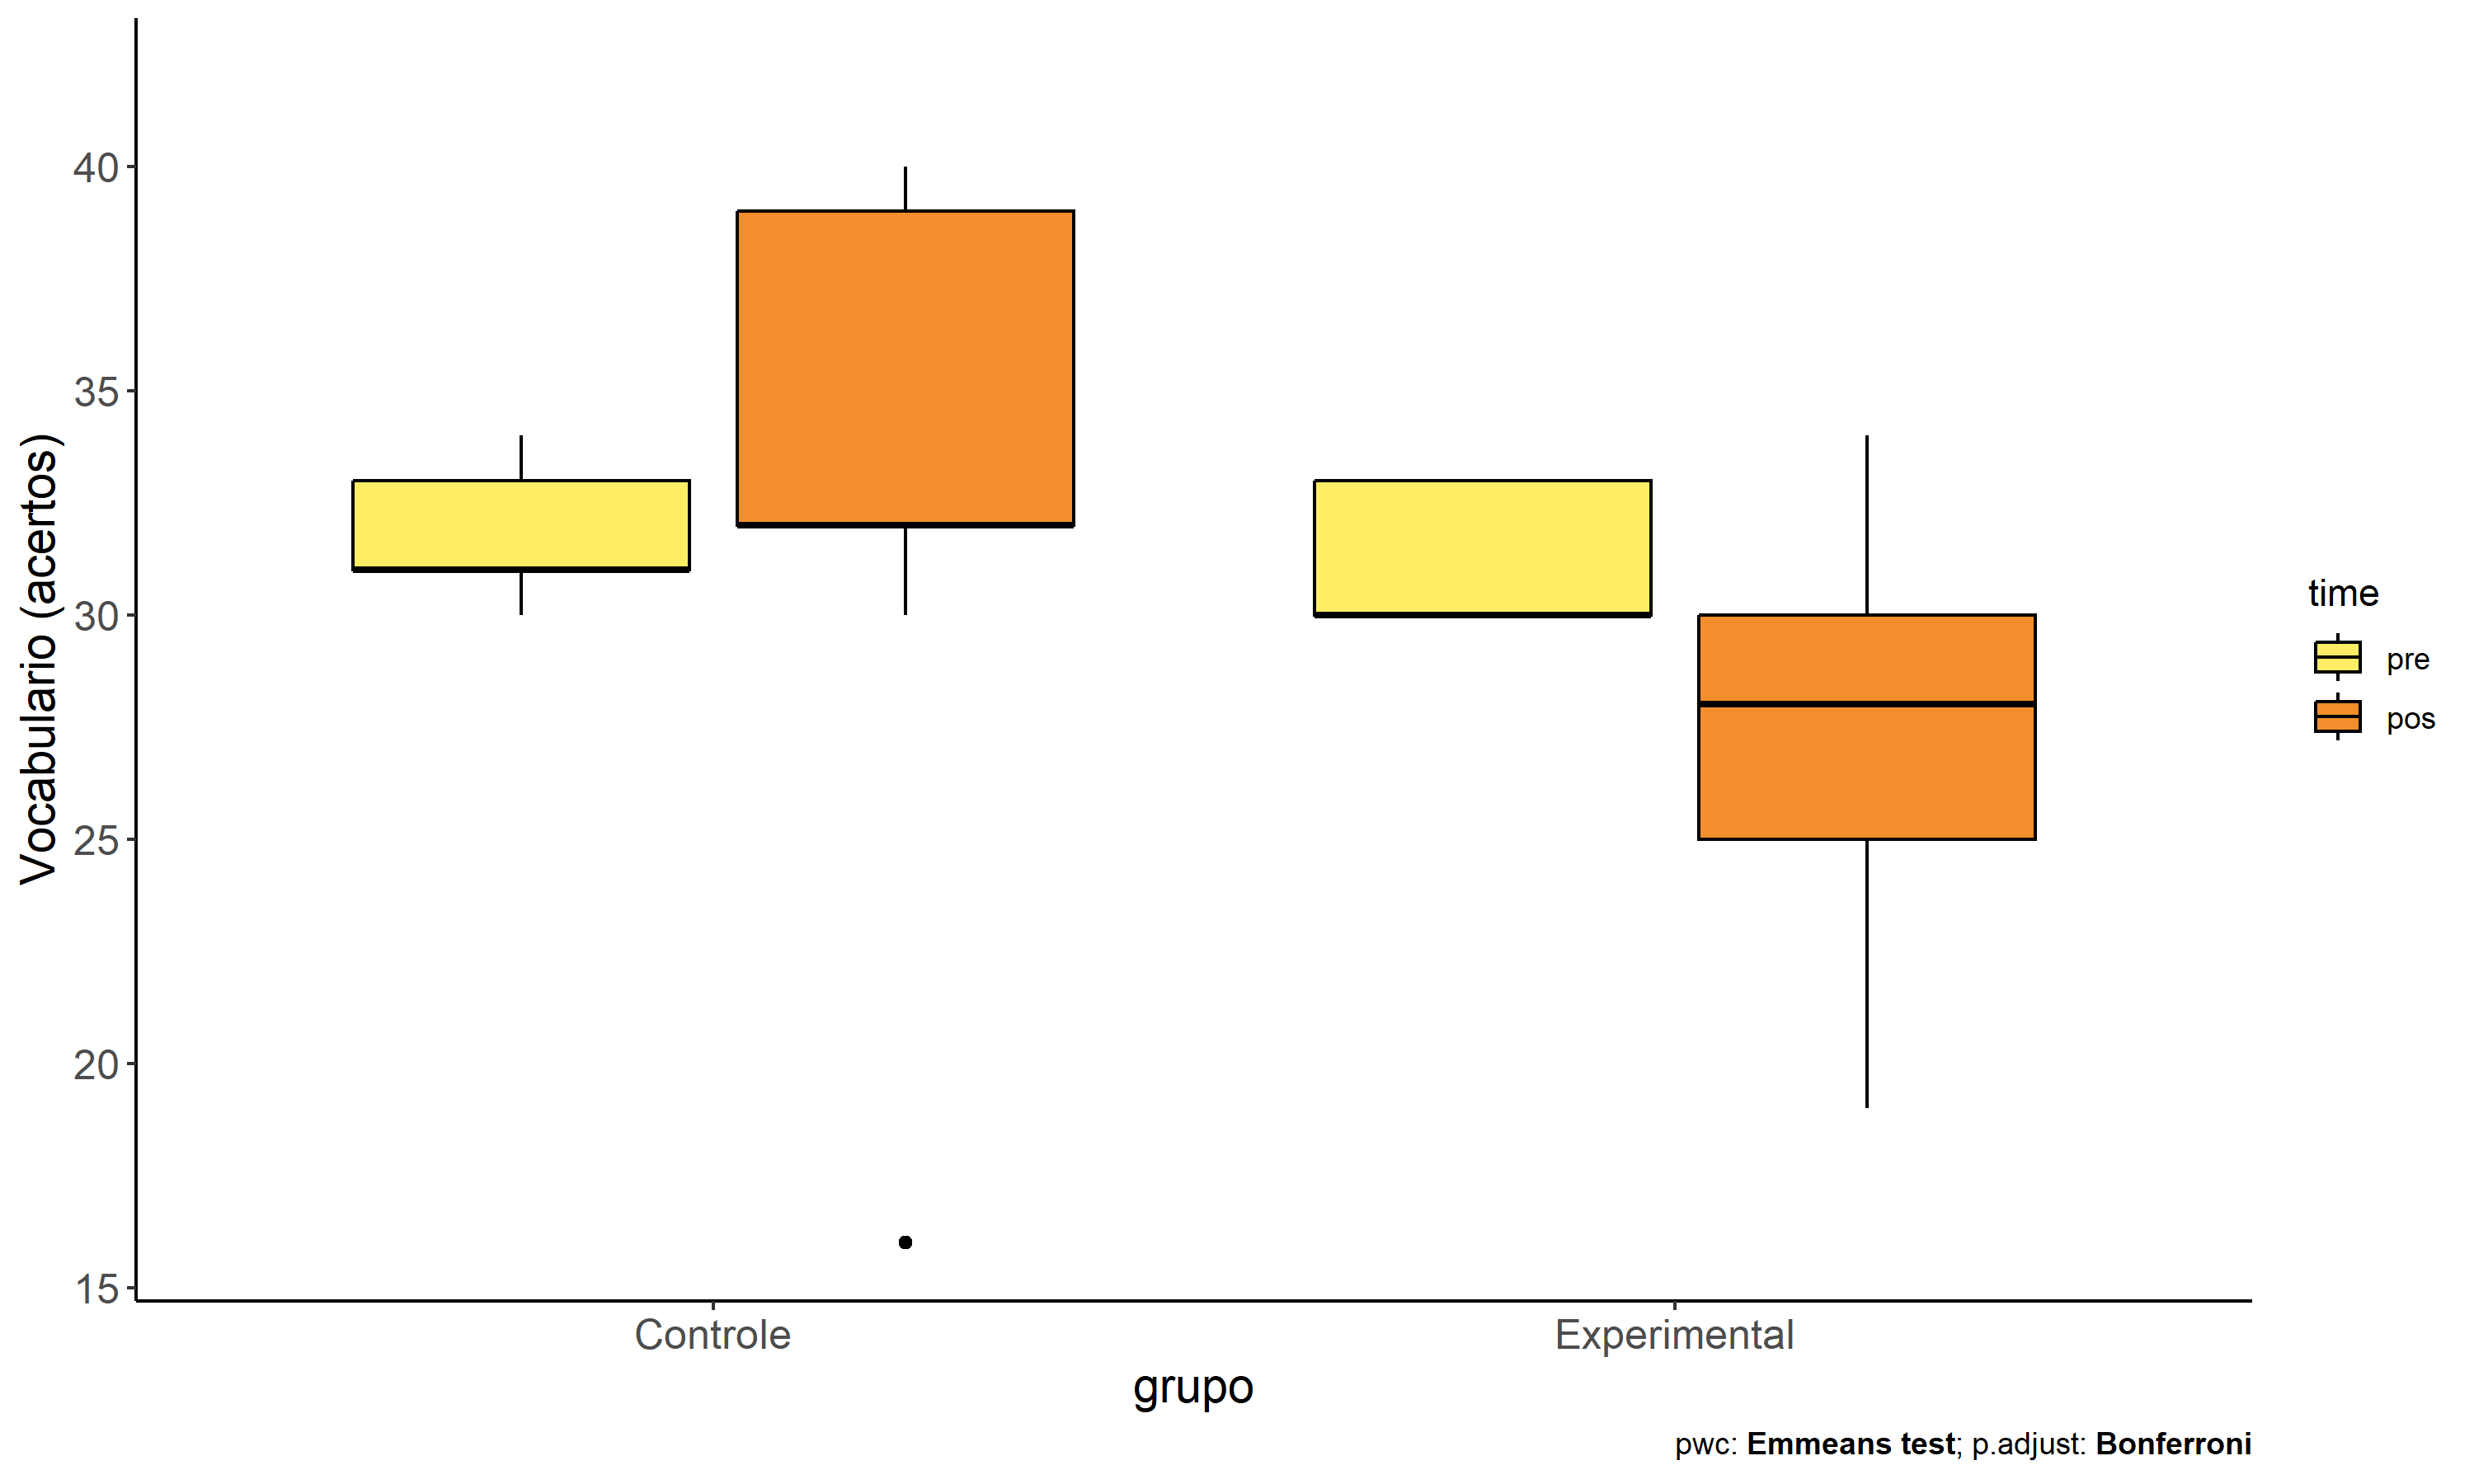 Vocabulario (acertos)
40
35
30
25
20
15
Controle
Experimental
grupo
time
pre
pos
pwc: Emmeans test; p.adjust: Bonferroni